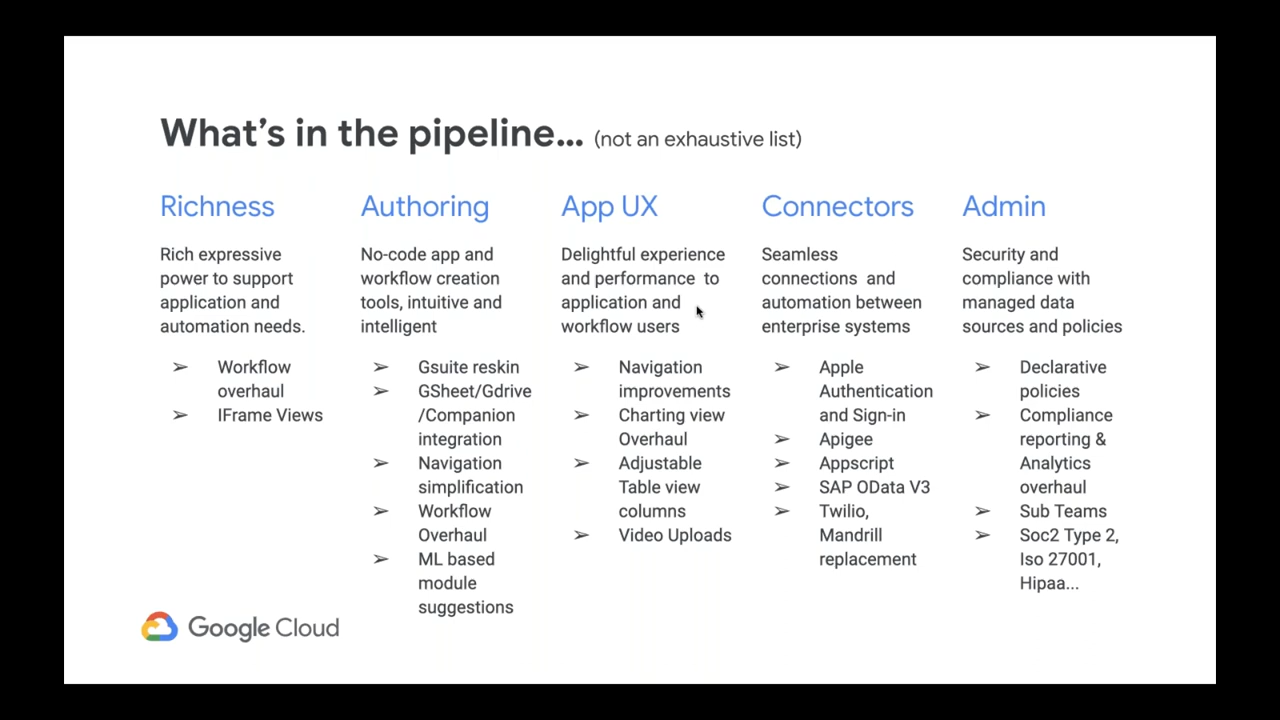 What's in the pipeline... (not an exhaustive list)
Richness
Rich expressive
power to support
application and
automation needs.
➢ Workflow
overhaul
➢ IFrame Views
Authoring
No-code app and
workflow creation
tools, intuitive and
intelligent
➢ Gsuite reskin
➢ GSheet/Gdrive
/Companion
integration
➢ Navigation
simplification
➢ Workflow
Overhaul
➢ ML based
module
suggestions
App UX
Delightful experience
and performance to
application and
workflow users
➢ Navigation
improvements
➢ Charting view
Overhaul
➢ Adjustable
Table view
columns
➢ Video Uploads
Connectors
Seamless
connections and
automation between
enterprise systems
➢ Apple
Authentication
and Sign-in
➢ Apigee
➢ Appscript
➢ SAP OData V3
➢ Twilio,
Mandrill
replacement
Admin
Security and
compliance with
managed data
sources and policies
➢ Declarative
policies
➢ Compliance
reporting &
Analytics
overhaul
➢ Sub Teams
➢ Soc2 Type 2,
Iso 27001,
Hipaa...
Google Cloud